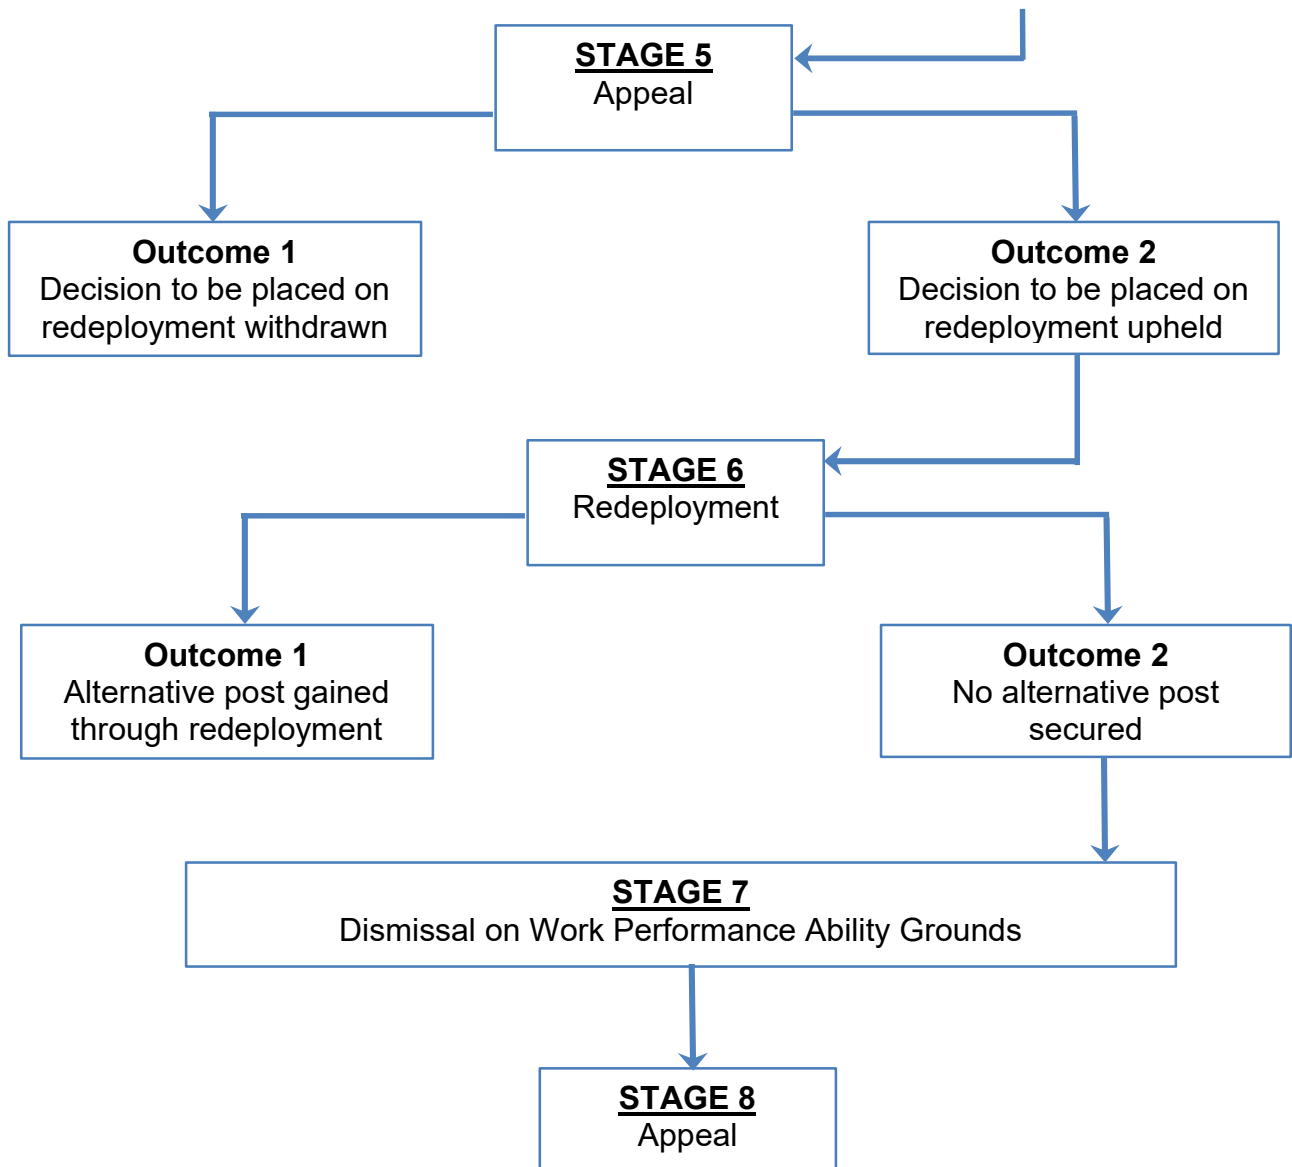 STAGE 5
Appeal
Outcome 1
Decision to be placed on
redeployment withdrawn
Outcome 2
Decision to be placed on
redeployment upheld
STAGE 6
Redeployment
Outcome 1
Alternative post gained
through redeployment
Outcome 2
No alternative post
secured
STAGE 7
Dismissal on Work Performance Ability Grounds
STAGE 8
Appeal